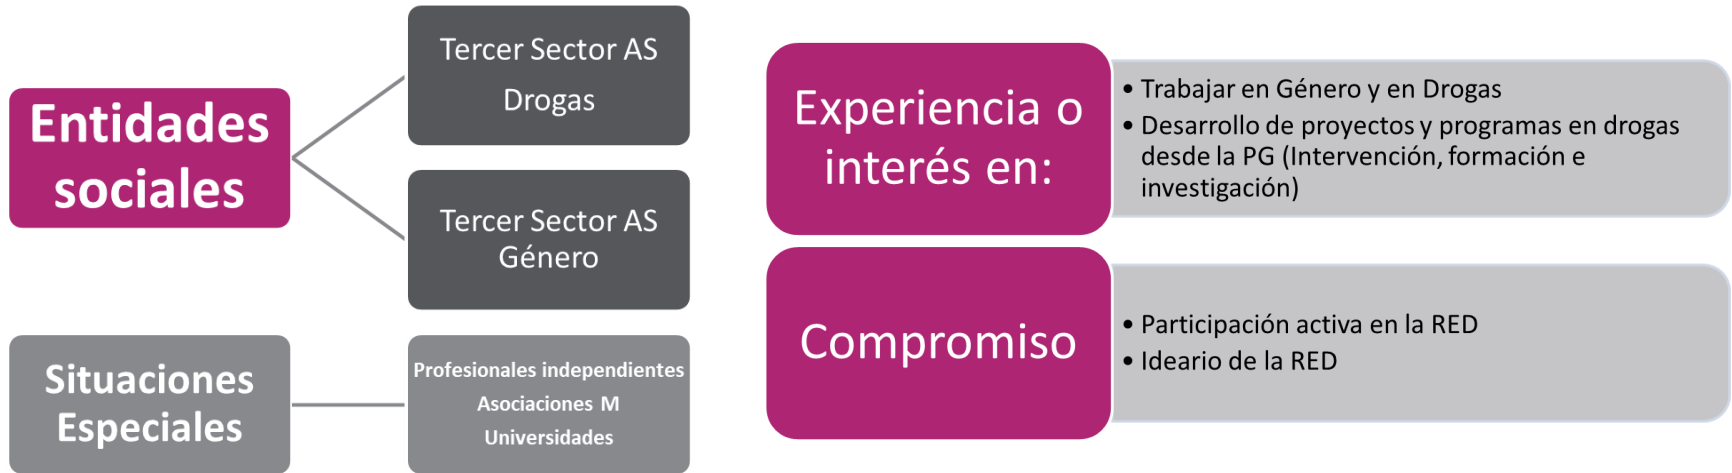 Entidades
sociales
Tercer Sector AS
Drogas
Tercer Sector AS
Género
Situaciones
Especiales
Profesionales independientes
Asociaciones M
Universidades
Experiencia o
interés en:
• Trabajar en Género y en Drogas
• Desarrollo de proyectos y programas en drogas
desde la PG (Intervención, formación e
investigación)
Compromiso
• Participación activa en la RED
• Ideario de la RED